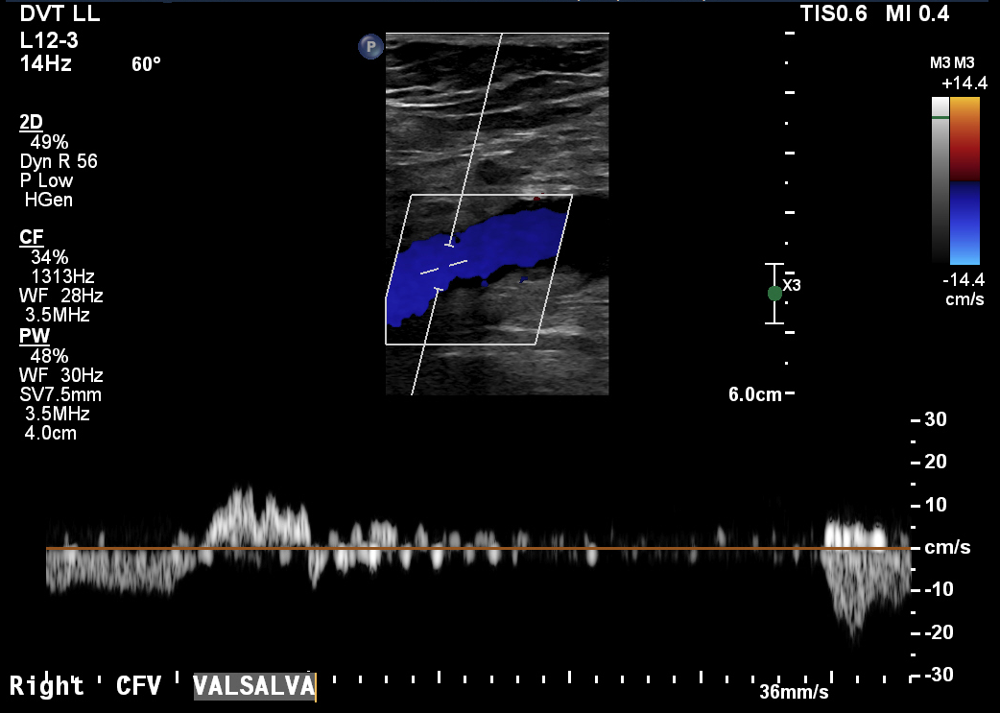 DVT LL
TIS0.6 MI 0.4
L12-3
14Hz 60°
P
M3 M3
+14.4
2D
49%
Dyn R 56
P Low
HGen
CF
34%
1313Hz
WF 28Hz
3.5MHz
-14.4
cm/s
X3
PW
48%
WF 30Hz
SV7.5mm
3.5MHz
4.0cm
6.0cm
30
20
10
cm/s
-10
-20
-30
Right CFV VALSALVA
36mm/s